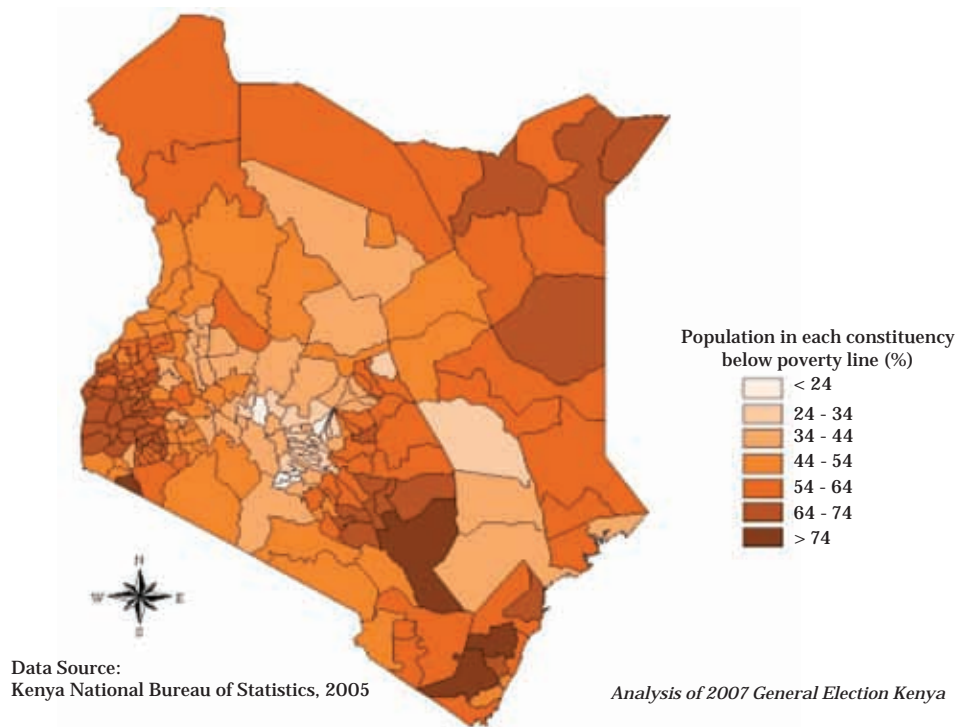 Population in each constituency
below poverty line (%)
< 24
24 - 34
34 - 44
44 - 54
54 - 64
64 - 74
> 74
N
W E
S
Data Source:
Kenya National Bureau of Statistics, 2005
Analysis of 2007 General Election Kenya